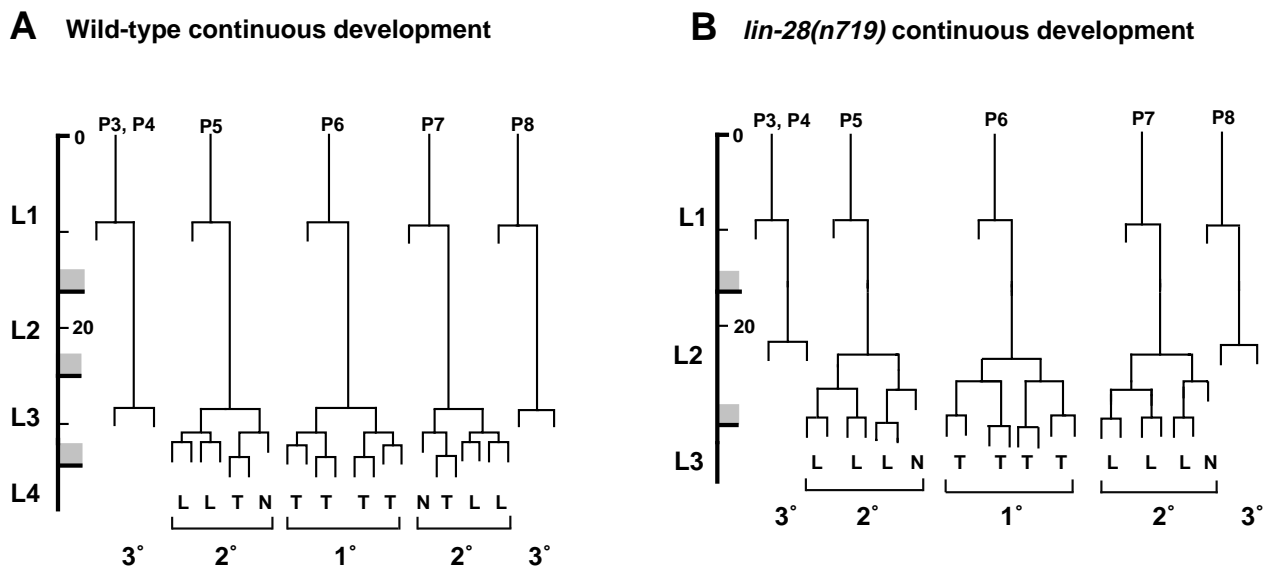 A Wild-type continuous development
P3, P4 P5 P6 P7 P8
0
L1
20
L2
L3
L4
L L T N T T T T N T L L
3° 2° 1° 2° 3°
B lin-28(n719) continuous development
P3, P4 P5 P6 P7 P8
0
L1
20
L2
L3
L L L N T T T T L L L N
3° 2° 1° 2° 3°